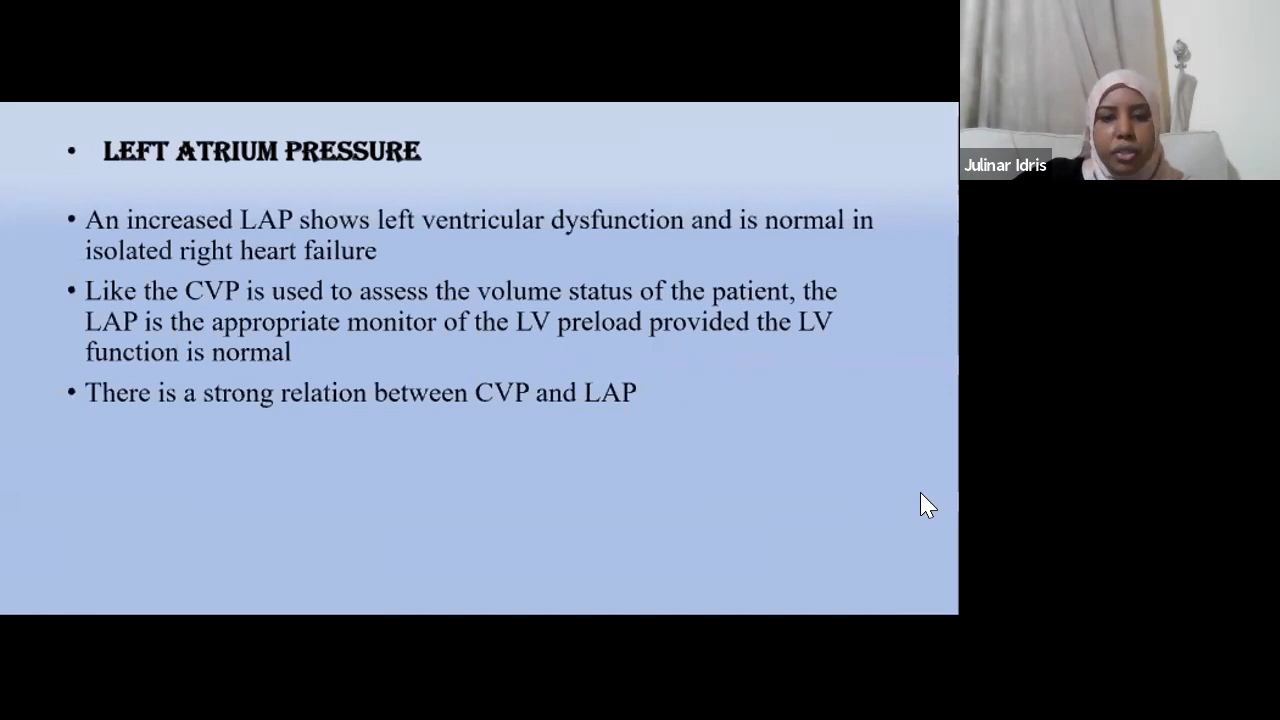 • LEFT ATRIUM PRESSURE
• An increased LAP shows left ventricular dysfunction and is normal in
isolated right heart failure
• Like the CVP is used to assess the volume status of the patient, the
LAP is the appropriate monitor of the LV preload provided the LV
function is normal
• There is a strong relation between CVP and LAP
Julinar Idris